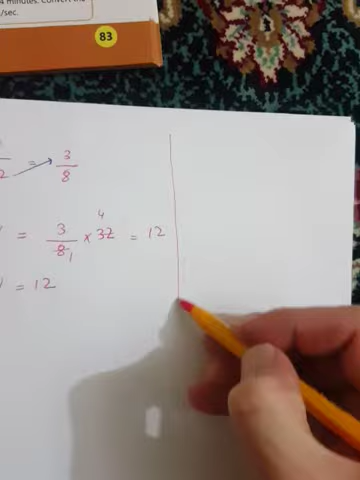 4 minutes. Convert the
/sec.
83
2 = 3/8
= 3/8 1 × 32 4 = 12
= 12